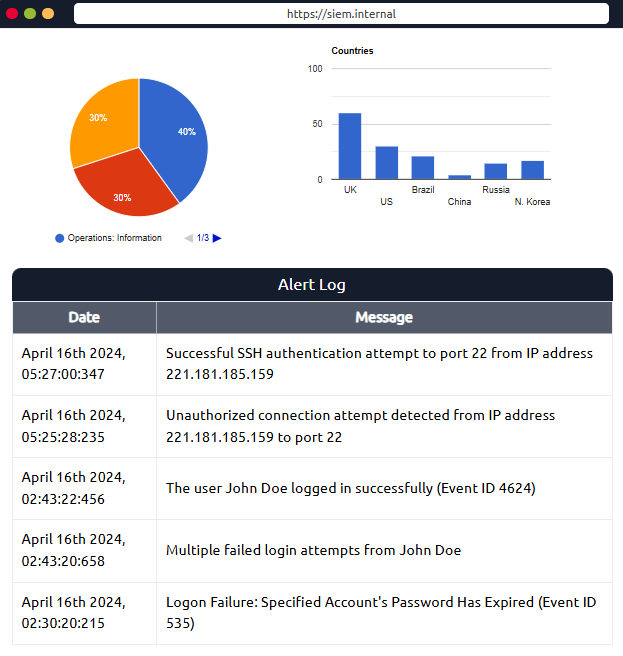 https://siem.internal
Countries
100
50
0
UK
US
Brazil
China
Russia
N. Korea
40%
30%
30%
Operations: Information
1/3
Alert Log
Date
Message
April 16th 2024,
05:27:00:347
Successful SSH authentication attempt to port 22 from IP address
221.181.185.159
April 16th 2024,
05:25:28:235
Unauthorized connection attempt detected from IP address
221.181.185.159 to port 22
April 16th 2024,
02:43:22:456
The user John Doe logged in successfully (Event ID 4624)
April 16th 2024,
02:43:20:658
Multiple failed login attempts from John Doe
April 16th 2024,
02:30:20:215
Logon Failure: Specified Account's Password Has Expired (Event ID
535)